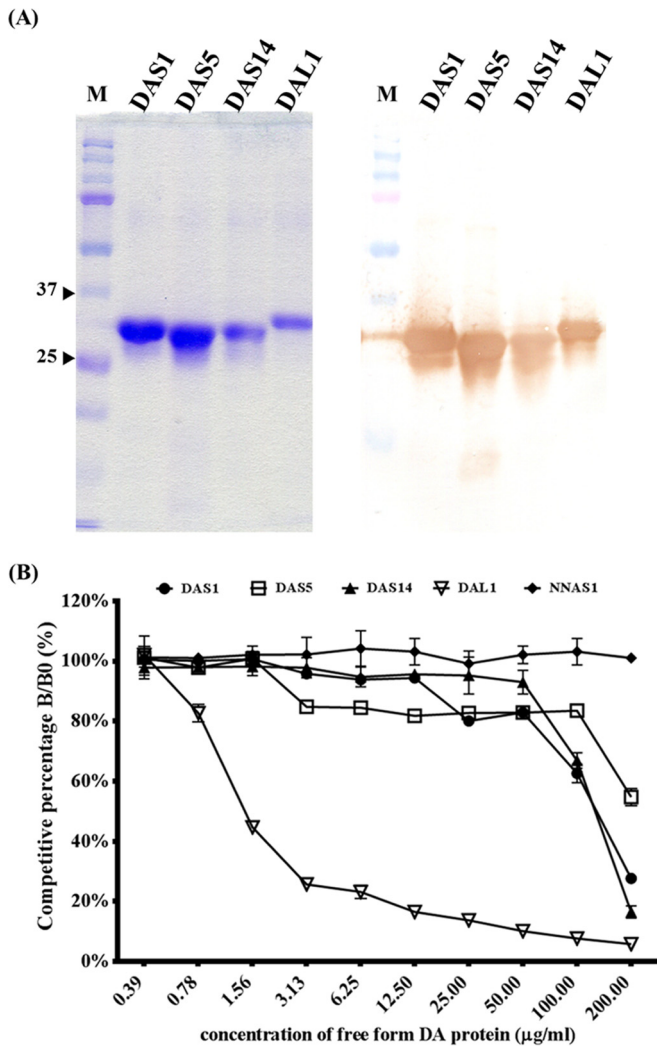 (A)
M DAS1 DAS5 DAS14 DAL1
M DAS1 DAS5 DAS14 DAL1
37
25
(B)
DAS1 DAS5 DAS14 DAL1 NNAS1
120%
100%
80%
60%
40%
20%
0%
Competitive percentage B/B0 (%)
0.39 0.78 1.56 3.13 6.25 12.50 25.00 50.00 100.00 200.00
concentration of free form DA protein (μg/ml)